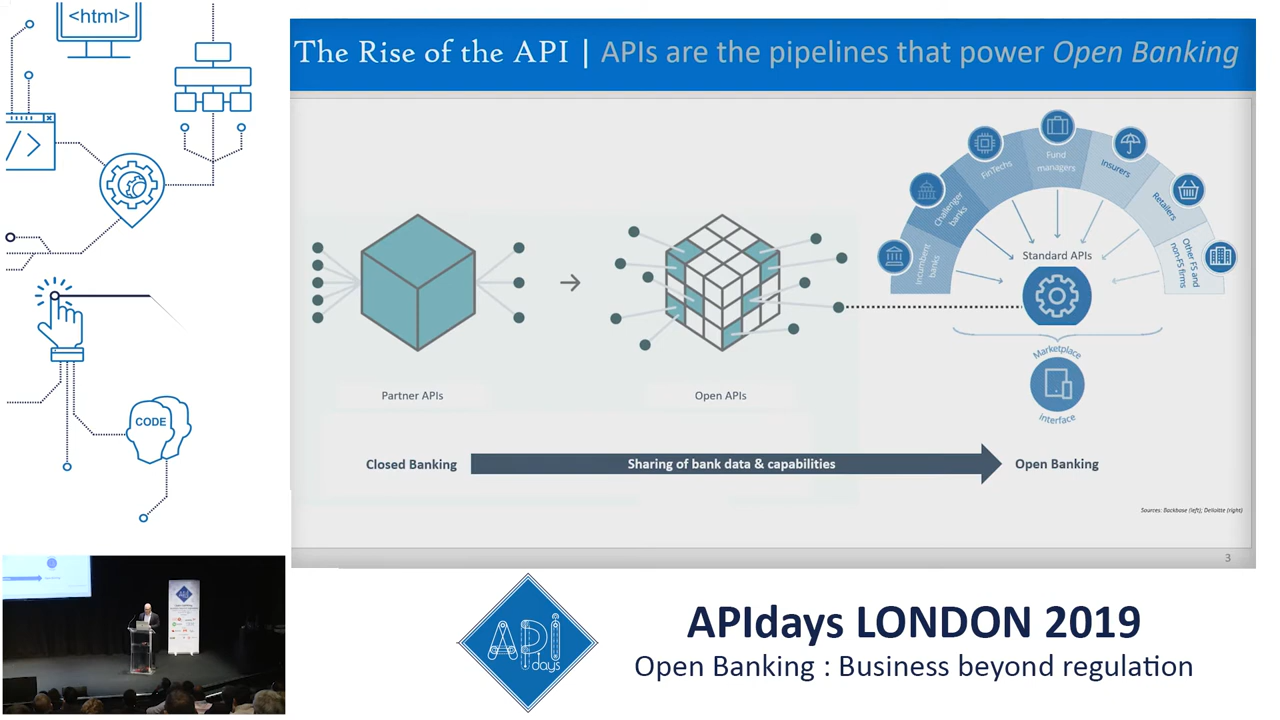 <html>
The Rise of the API | APIs are the pipelines that power Open Banking
</>
CODE
Partner APIs
Open APIs
Incumbent banks
Challenger banks
FinTechs
Fund managers
Insurers
Retailers
Other FS and non-FS firms
Standard APIs
Marketplace
interface
Closed Banking
Sharing of bank data & capabilities
Open Banking
Sources: Backbase (left), Deloitte (right)
3
API
days
APIdays LONDON 2019
Open Banking : Business beyond regulation